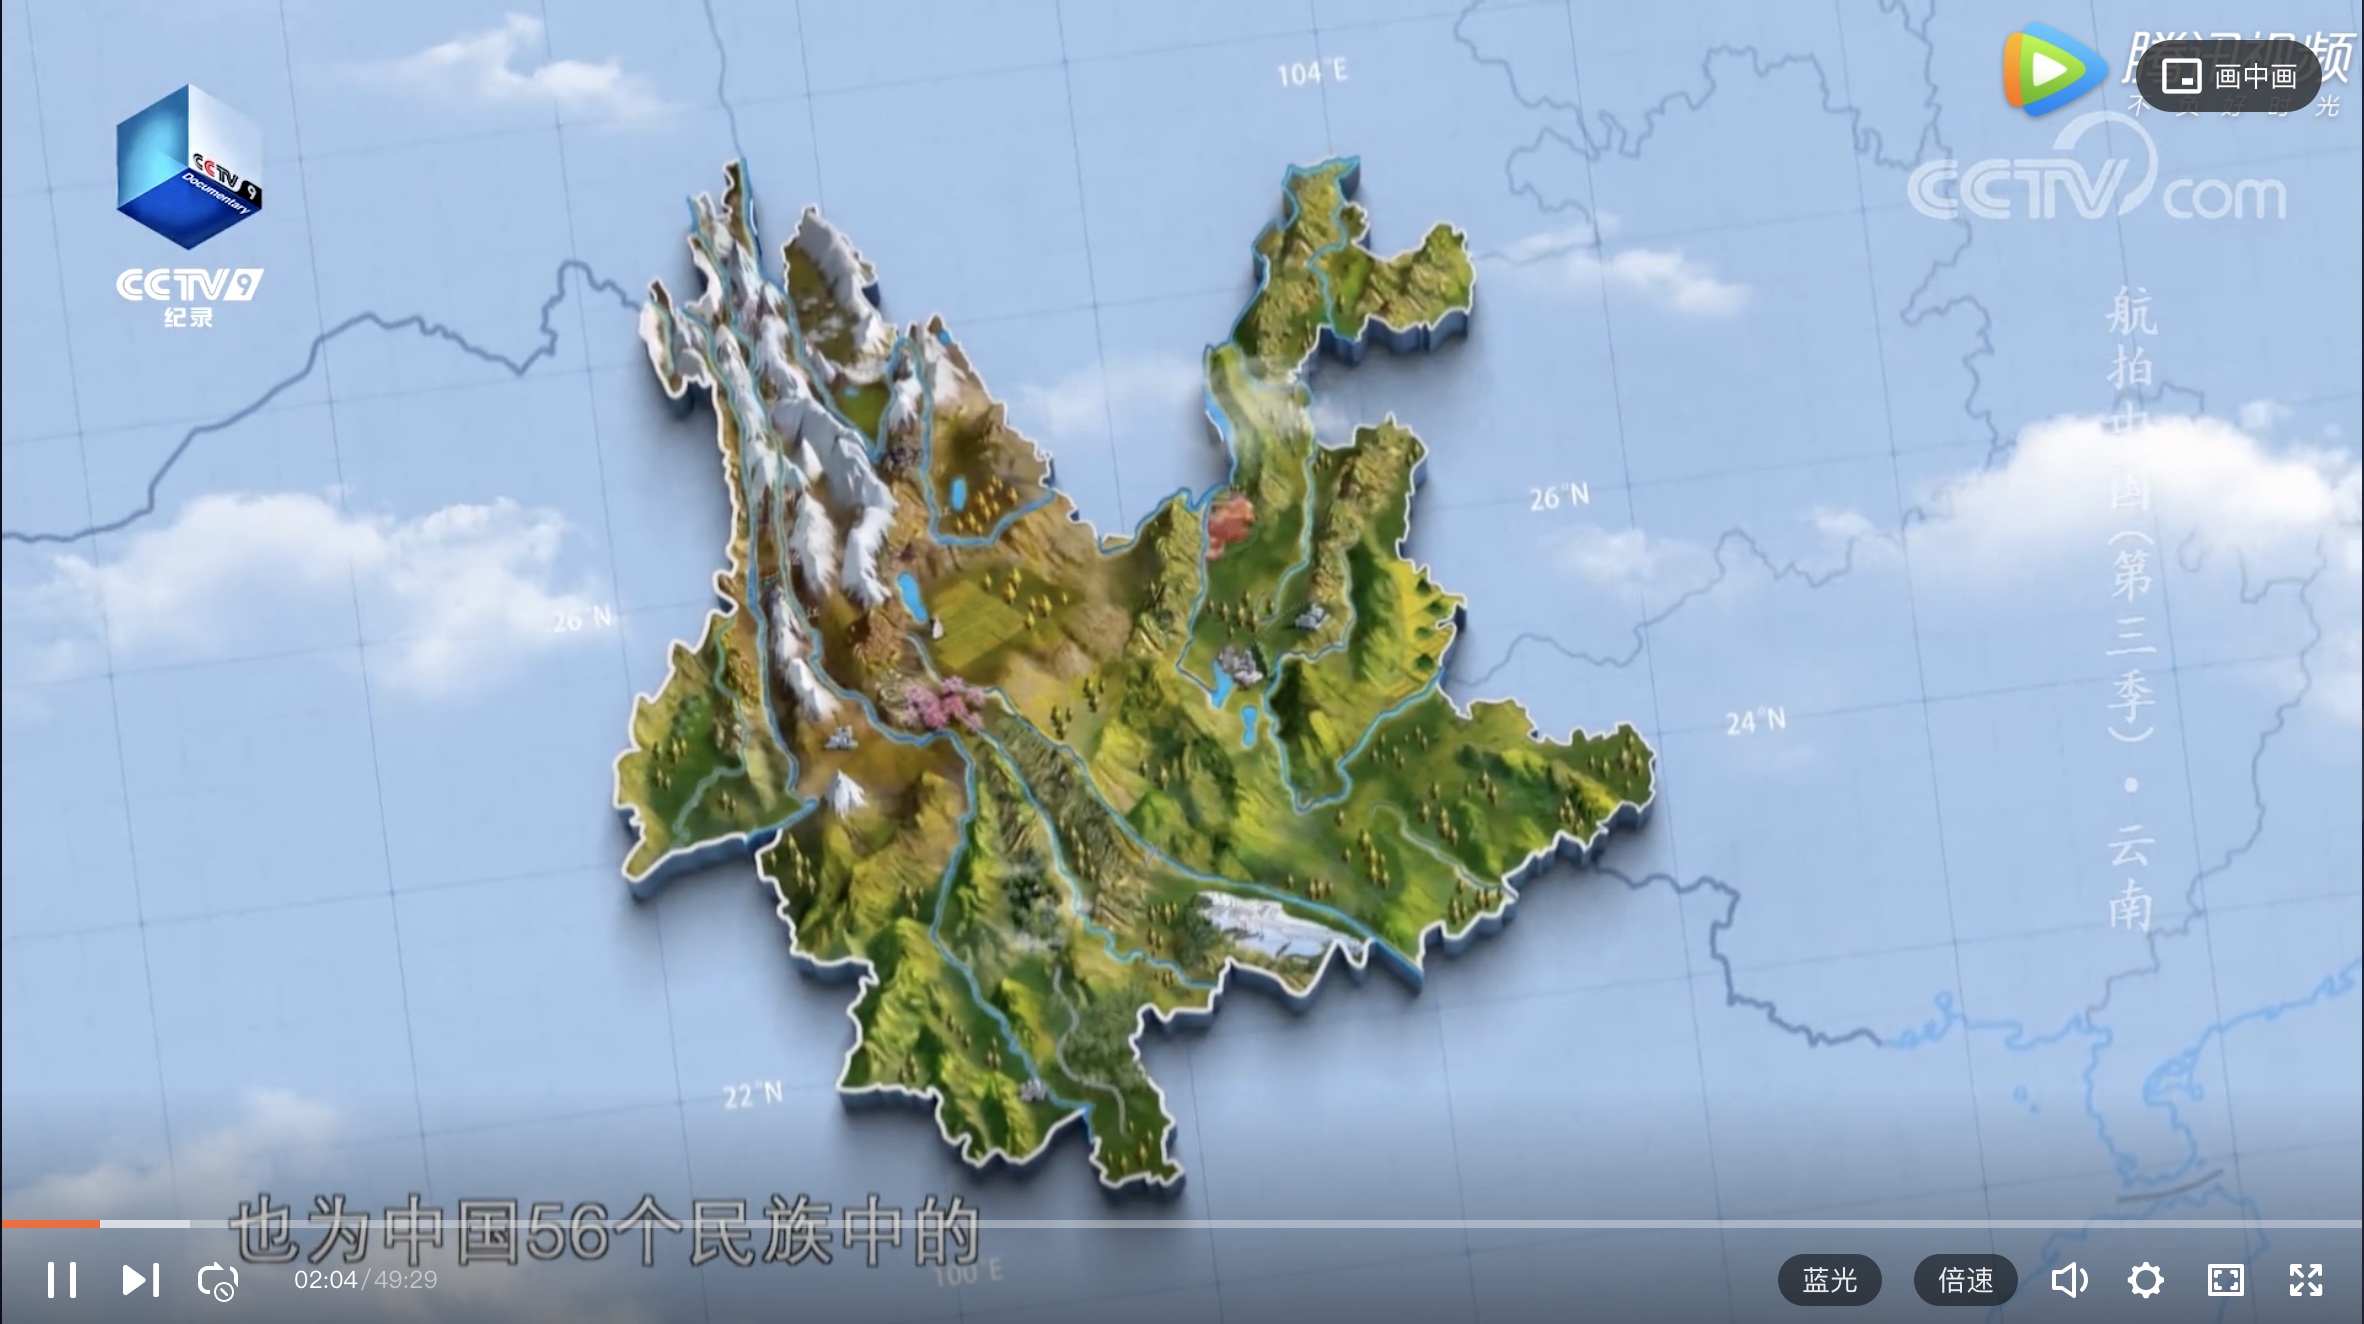 104°E
腾讯视频
画中画
不负好时光
CCTV 9
Documentary
CCTV 9
纪录
CCTV.com
航拍中国（第三季）·云南
26°N
26°N
24°N
22°N
也为中国56个民族中的
100°E
02:04/49:29
蓝光
倍速